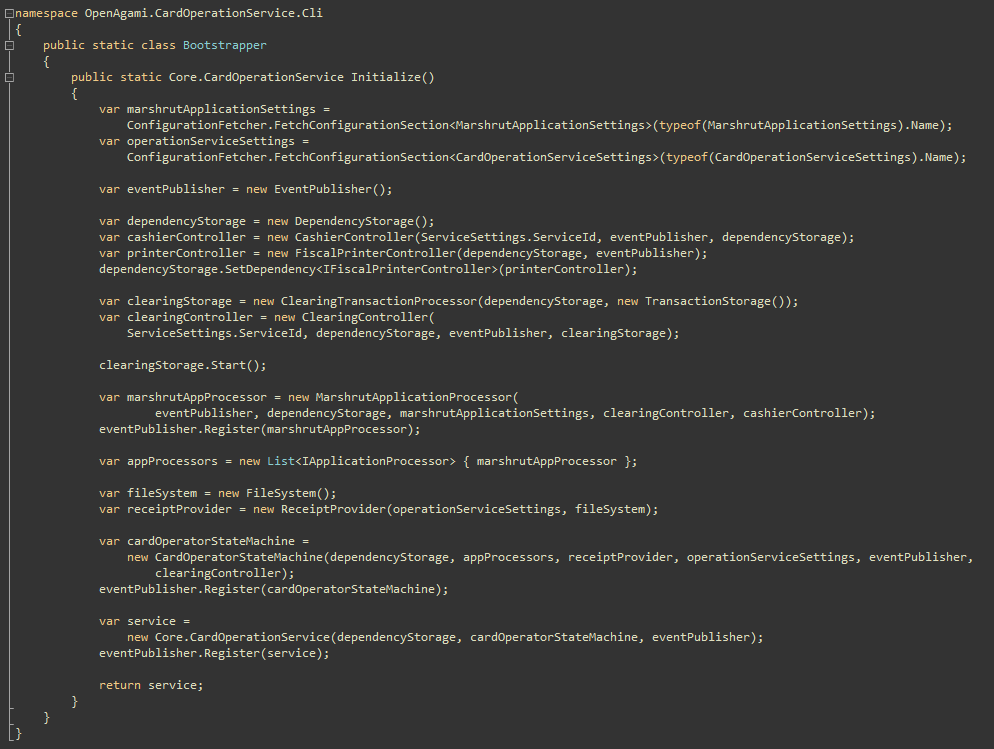 namespace OpenAgami.CardOperationService.Cli
{
    public static class Bootstrapper
    {
        public static Core.CardOperationService Initialize()
        {
            var marshrutApplicationSettings =
                ConfigurationFetcher.FetchConfigurationSection<MarshrutApplicationSettings>(typeof(MarshrutApplicationSettings).Name);
            var operationServiceSettings =
                ConfigurationFetcher.FetchConfigurationSection<CardOperationServiceSettings>(typeof(CardOperationServiceSettings).Name);

            var eventPublisher = new EventPublisher();

            var dependencyStorage = new DependencyStorage();
            var cashierController = new CashierController(ServiceSettings.ServiceId, eventPublisher, dependencyStorage);
            var printerController = new FiscalPrinterController(dependencyStorage, eventPublisher);
            dependencyStorage.SetDependency<IFiscalPrinterController>(printerController);

            var clearingStorage = new ClearingTransactionProcessor(dependencyStorage, new TransactionStorage());
            var clearingController = new ClearingController(
                ServiceSettings.ServiceId, dependencyStorage, eventPublisher, clearingStorage);

            clearingStorage.Start();

            var marshrutAppProcessor = new MarshrutApplicationProcessor(
                    eventPublisher, dependencyStorage, marshrutApplicationSettings, clearingController, cashierController);
            eventPublisher.Register(marshrutAppProcessor);

            var appProcessors = new List<IApplicationProcessor> { marshrutAppProcessor };

            var fileSystem = new FileSystem();
            var receiptProvider = new ReceiptProvider(operationServiceSettings, fileSystem);

            var cardOperatorStateMachine =
                new CardOperatorStateMachine(dependencyStorage, appProcessors, receiptProvider, operationServiceSettings, eventPublisher,
                    clearingController);
            eventPublisher.Register(cardOperatorStateMachine);

            var service =
                new Core.CardOperationService(dependencyStorage, cardOperatorStateMachine, eventPublisher);
            eventPublisher.Register(service);

            return service;
        }
    }
}